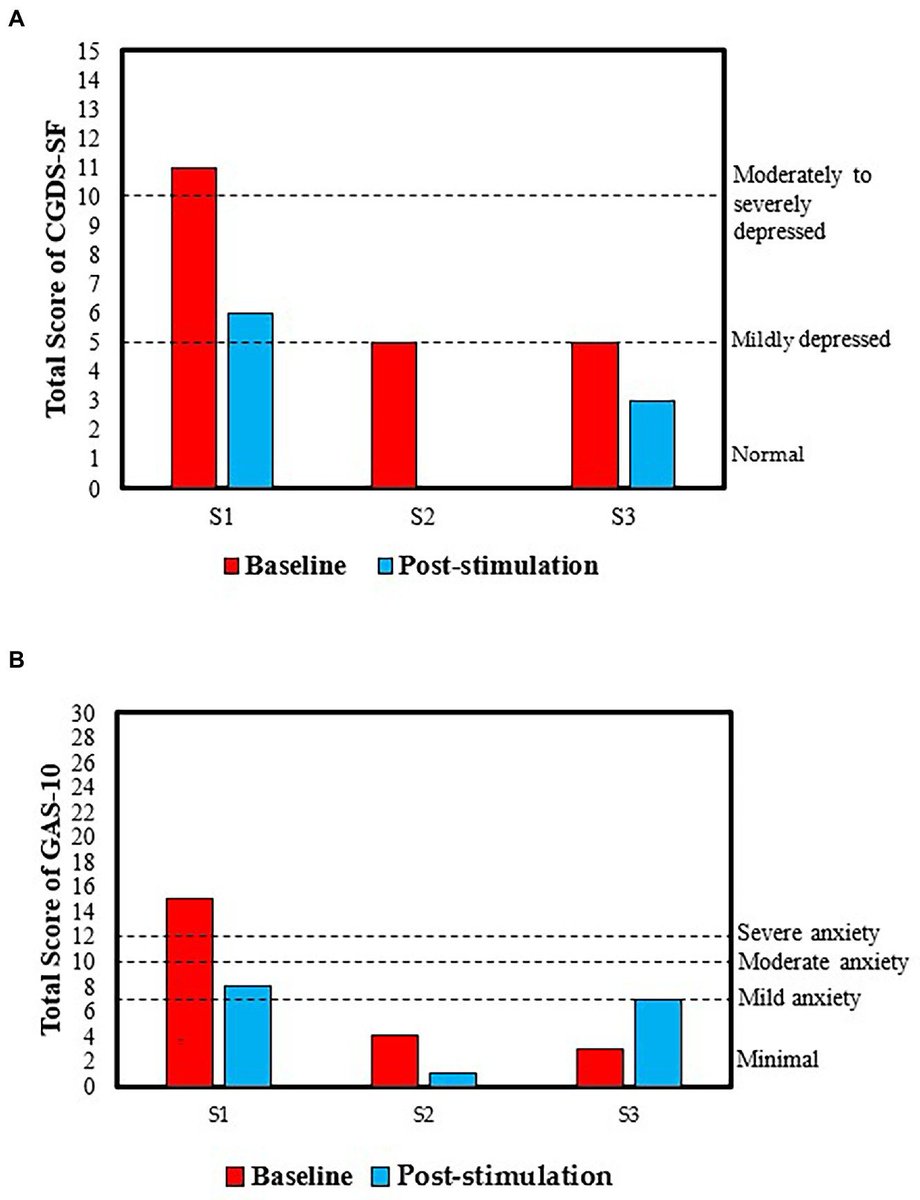 A
Total Score of CGDS-SF
15
14
13
12
11
10
9
8
7
6
5
4
3
2
1
0
Moderately to
severely
depressed
Mildly depressed
Normal
S1 S2 S3
Baseline Post-stimulation
B
Total Score of GAS-10
30
28
26
24
22
20
18
16
14
12
10
8
6
4
2
0
Severe anxiety
Moderate anxiety
Mild anxiety
Minimal
S1 S2 S3
Baseline Post-stimulation